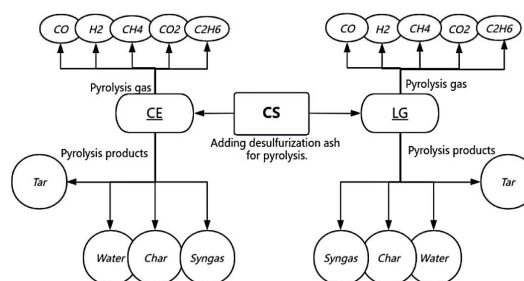 CO H2 CH4 CO2 C2H6
CO H2 CH4 CO2 C2H6
Pyrolysis gas
Pyrolysis gas
CE
CS
LG
Adding desulfurization ash
for pyrolysis.
Pyrolysis products
Pyrolysis products
Tar
Tar
Water Char Syngas
Syngas Char Water